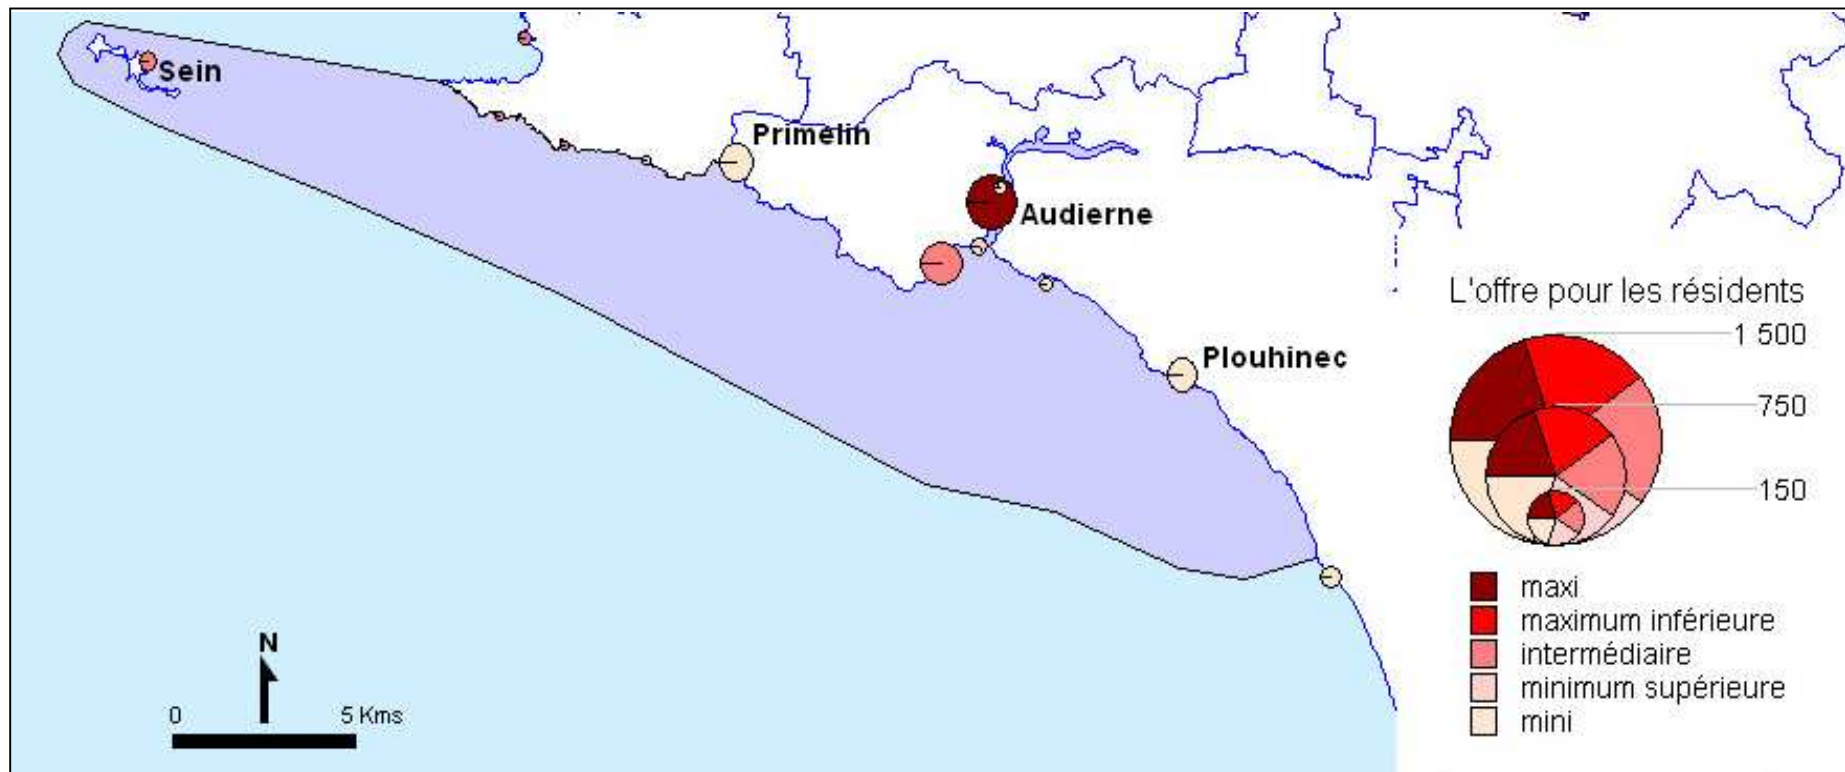 Sein
Primelin
Audierne
Plouhinec
L'offre pour les résidents
1 500
750
150
maxi
maximum inférieure
intermédiaire
minimum supérieure
mini
N
0 5 Kms